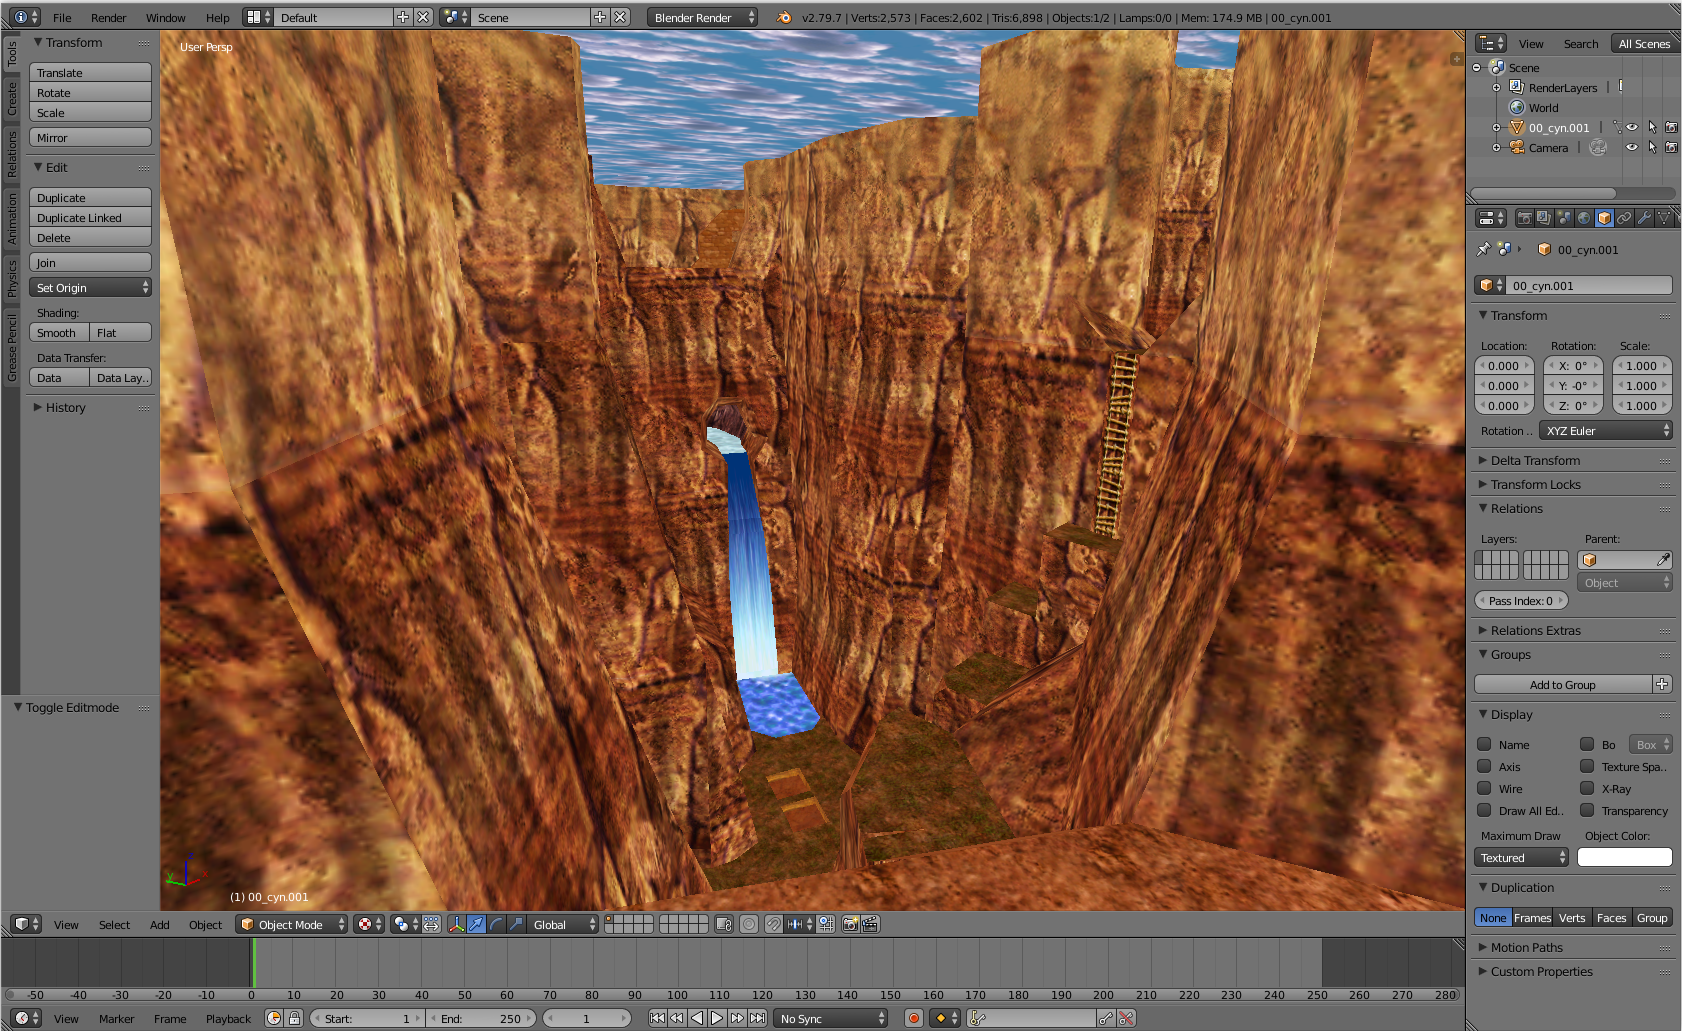 File Render Window Help Default Scene Blender Render v2.79.7 | Verts:2,573 | Faces:2,602 | Tris:6,898 | Objects:1/2 | Lamps:0/0 | Mem: 174.9 MB | 00_cyn.001
Tools
Create
Relations
Animation
Physics
Grease Pencil
Transform
Translate
Rotate
Scale
Mirror
Edit
Duplicate
Duplicate Linked
Delete
Join
Set Origin
Shading:
Smooth Flat
Data Transfer:
Data Data Lay..
History
Toggle Editmode
User Persp
(1) 00_cyn.001
View Search All Scenes
Scene
RenderLayers
World
00_cyn.001
Camera
00_cyn.001
00_cyn.001
Transform
Location: Rotation: Scale:
0.000 X: 0° 1.000
0.000 Y: -0° 1.000
0.000 Z: 0° 1.000
Rotation .. XYZ Euler
Delta Transform
Transform Locks
Relations
Layers: Parent:
Object
Pass Index: 0
Relations Extras
Groups
Add to Group
Display
Name Bo Box
Axis Texture Spa..
Wire X-Ray
Draw All Ed.. Transparency
Maximum Draw Object Color:
Textured
Duplication
None Frames Verts Faces Group
Motion Paths
Custom Properties
View Select Add Object Object Mode Global
-50 -40 -30 -20 -10 0 10 20 30 40 50 60 70 80 90 100 110 120 130 140 150 160 170 180 190 200 210 220 230 240 250 260 270 280
View Marker Frame Playback Start: 1 End: 250 1 No Sync